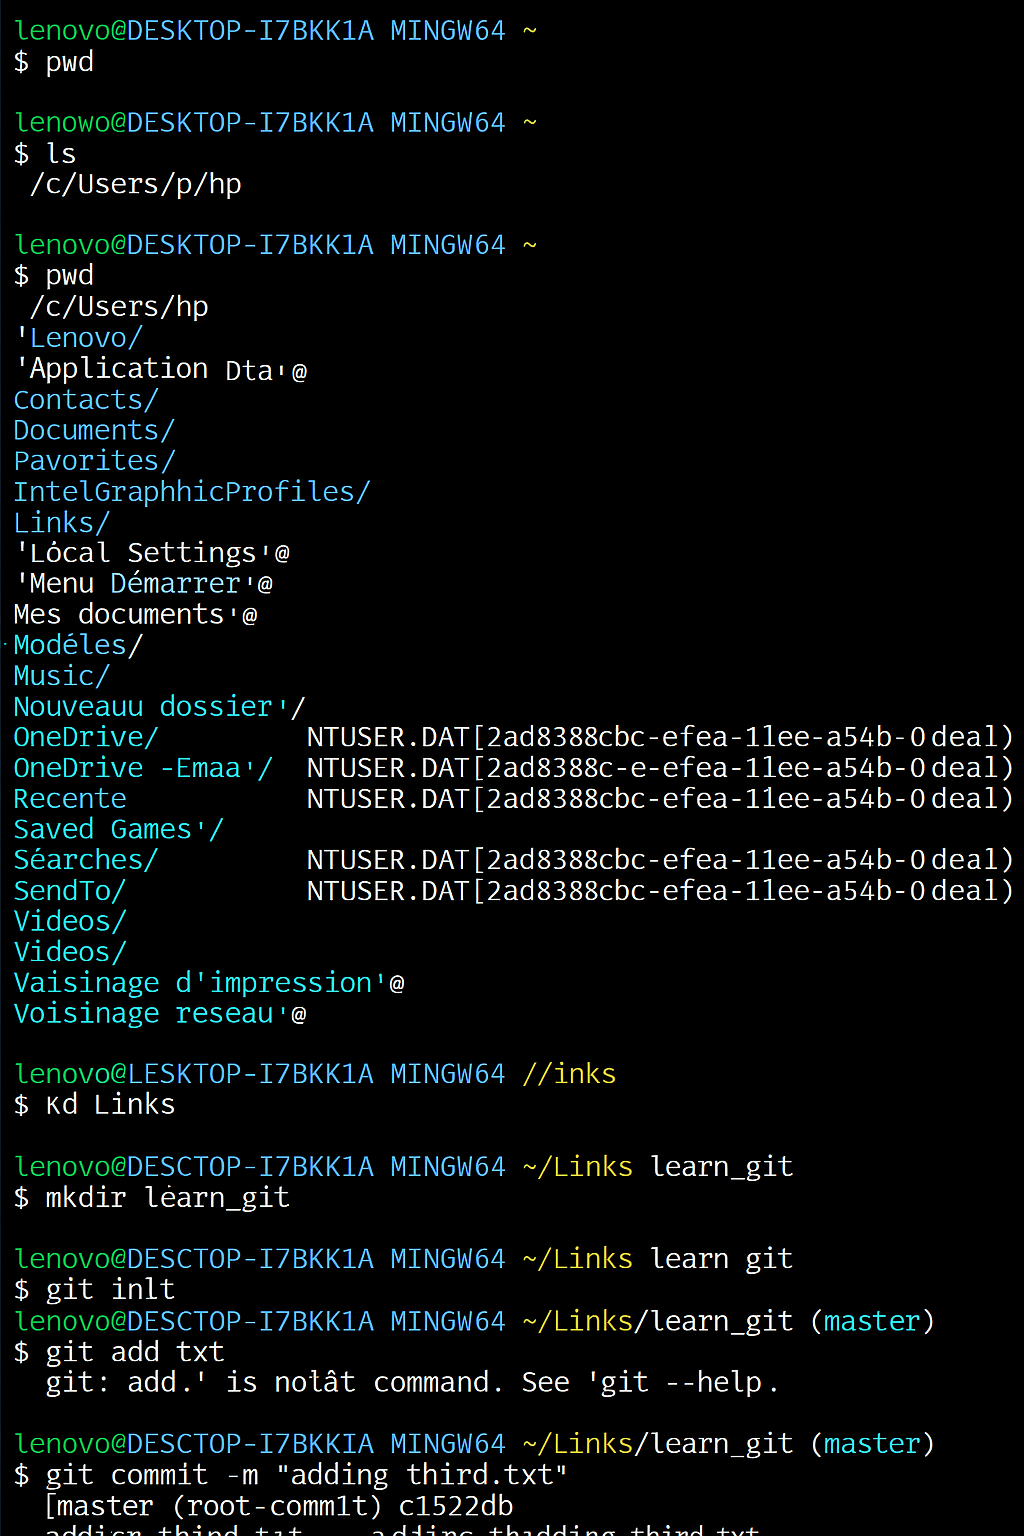 lenovo@DESKTOP-I7BKK1A MINGW64 ~
$ pwd
lenowo@DESKTOP-I7BKK1A MINGW64 ~
$ ls
/c/Users/p/hp
lenovo@DESKTOP-I7BKK1A MINGW64 ~
$ pwd
/c/Users/hp
'Lenovo/
'Application Dta'@
Contacts/
Documents/
Pavorites/
IntelGraphhicProfiles/
Links/
'Local Settings'@
'Menu Démarrer'@
Mes documents'@
Modéles/
Music/
Nouveauu dossier'/
OneDrive/ NTUSER.DAT[2ad8388cbc-efea-11ee-a54b-0deal)
OneDrive -Emaa'/ NTUSER.DAT[2ad8388c-e-efea-11ee-a54b-0deal)
Recente NTUSER.DAT[2ad8388cbc-efea-11ee-a54b-0deal)
Saved Games'/
Séarches/ NTUSER.DAT[2ad8388cbc-efea-11ee-a54b-0deal)
SendTo/ NTUSER.DAT[2ad8388cbc-efea-11ee-a54b-0deal)
Videos/
Videos/
Vaisinage d'impression'@
Voisinage reseau'@
lenovo@LESKTOP-I7BKK1A MINGW64 //inks
$ Kd Links
lenovo@DESCTOP-I7BKK1A MINGW64 ~/Links learn_git
$ mkdir lėarn_git
lenovo@DESCTOP-I7BKK1A MINGW64 ~/Links learn git
$ git inlt
lenovo@DESCTOP-I7BKK1A MINGW64 ~/Links/learn_git (master)
$ git add txt
git: add.' is nolât command. See 'git --help.
lenovo@DESCTOP-I7BKKIA MINGW64 ~/Links/learn_git (master)
$ git commit -m "adding third.txt"
[master (root-comm1t) c1522db